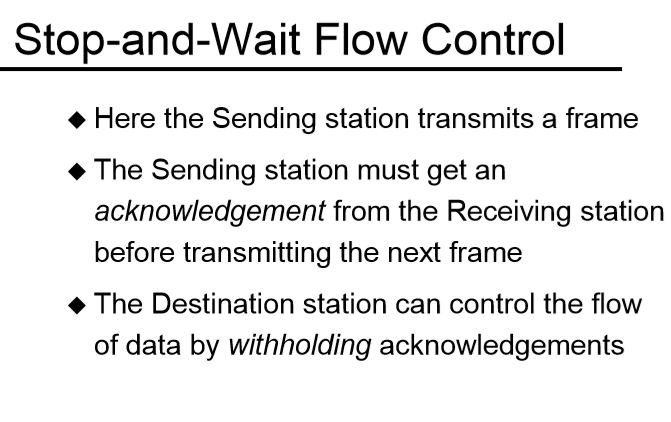 Stop-and-Wait Flow Control
◆ Here the Sending station transmits a frame
◆ The Sending station must get an
acknowledgement from the Receiving station
before transmitting the next frame
◆ The Destination station can control the flow
of data by withholding acknowledgements